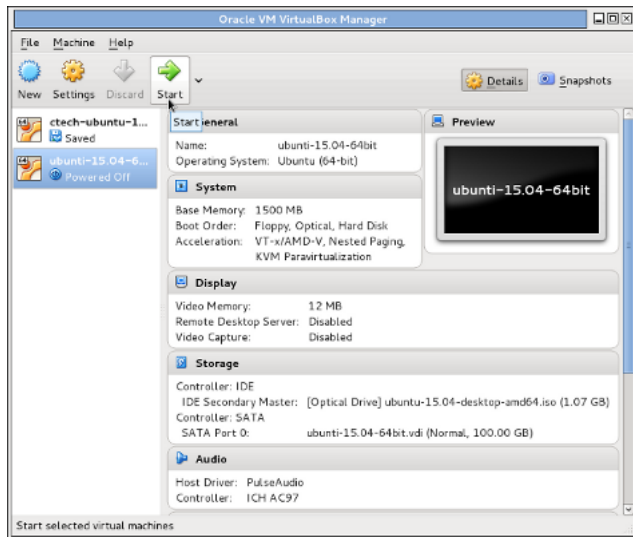 Oracle VM VirtualBox Manager
File Machine Help
New Settings Discard Start Details Snapshots
ctech-ubuntu-1...
Saved
ubunti-15.04-6...
Powered Off
Start eneral
Name: ubunti-15.04-64bit
Operating System: Ubuntu (64-bit)
Preview
ubunti-15.04-64bit
System
Base Memory: 1500 MB
Boot Order: Floppy, Optical, Hard Disk
Acceleration: VT-x/AMD-V, Nested Paging,
KVM Paravirtualization
Display
Video Memory: 12 MB
Remote Desktop Server: Disabled
Video Capture: Disabled
Storage
Controller: IDE
IDE Secondary Master: [Optical Drive] ubuntu-15.04-desktop-amd64.iso (1.07 GB)
Controller: SATA
SATA Port 0: ubunti-15.04-64bit.vdi (Normal, 100.00 GB)
Audio
Host Driver: PulseAudio
Controller: ICH AC97
Start selected virtual machines